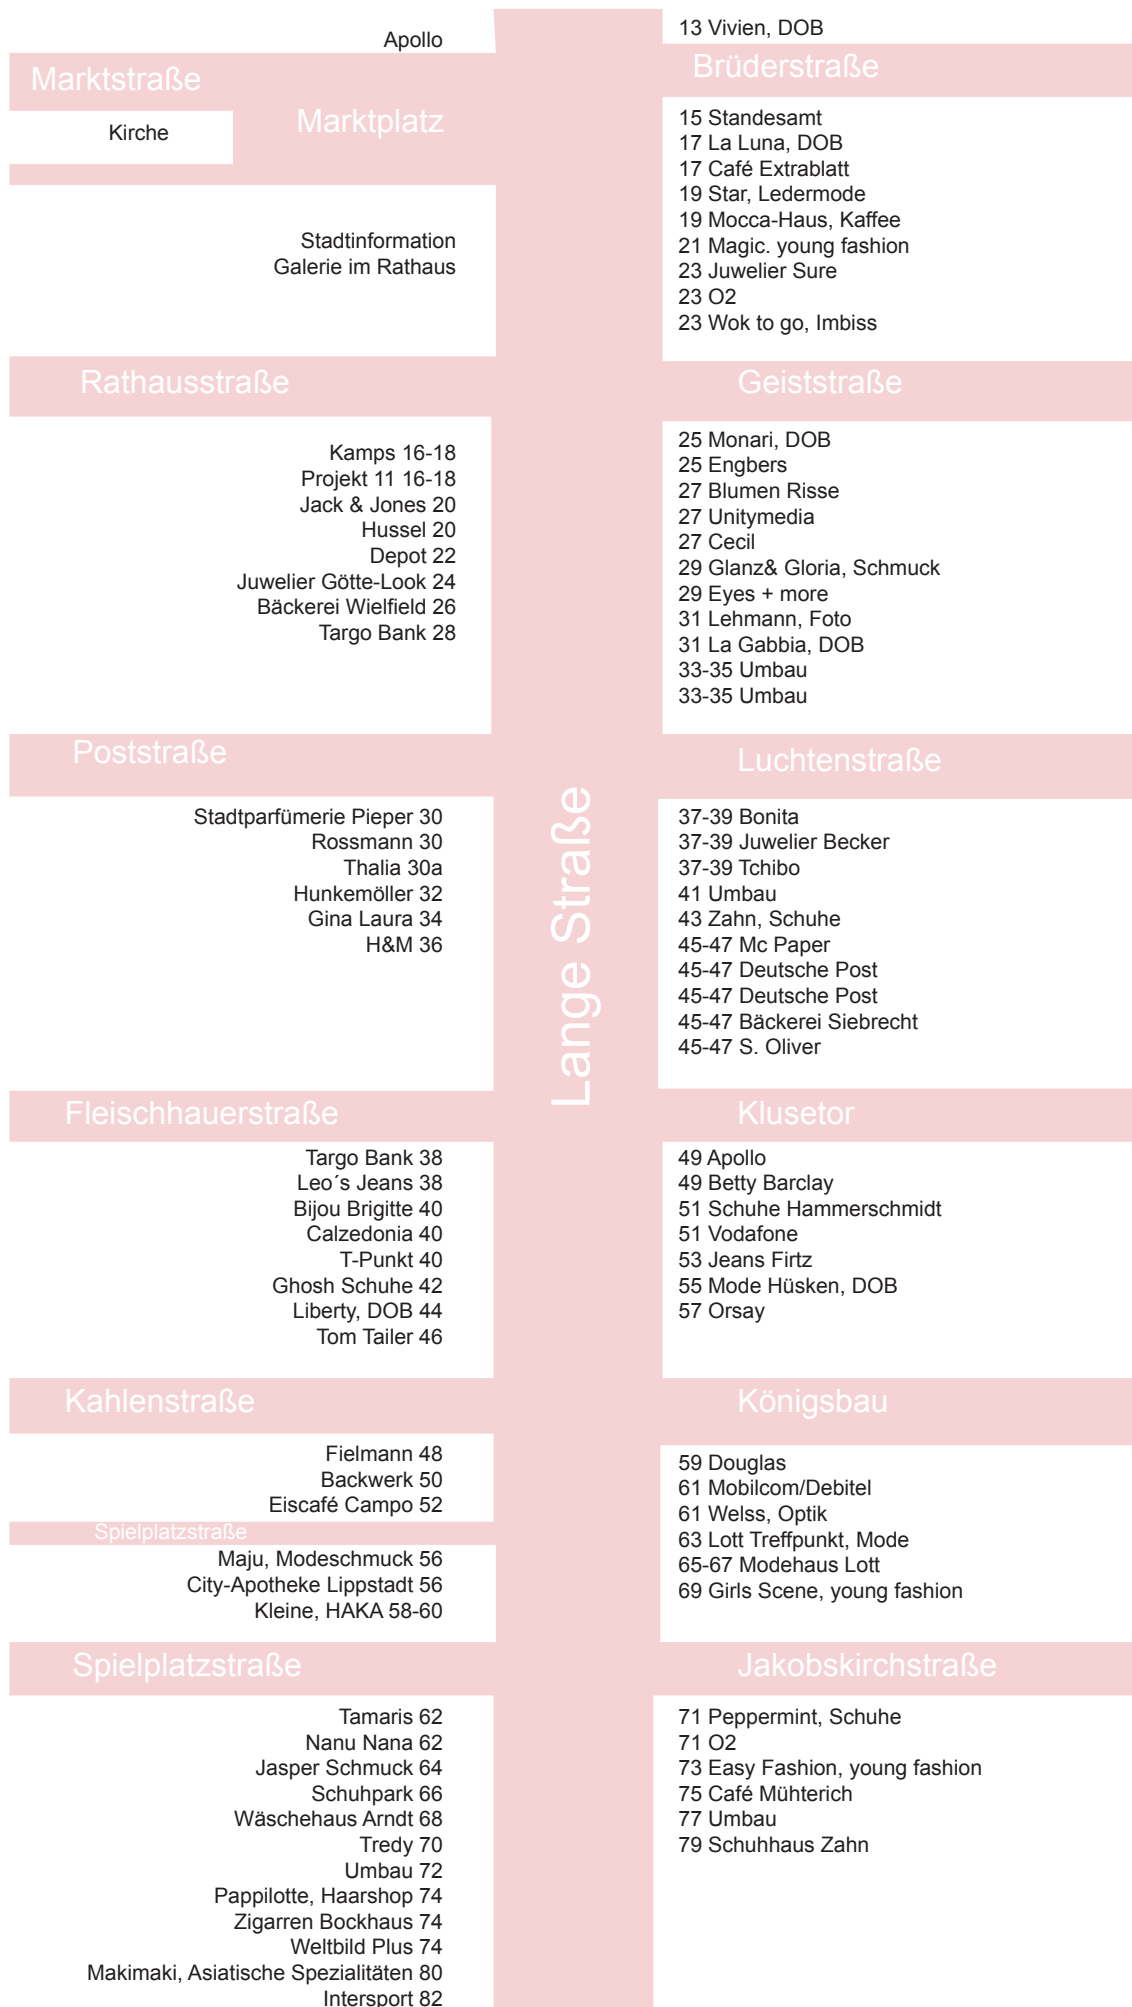 Apollo
Marktstraße
Kirche
Marktplatz
Stadtinformation
Galerie im Rathaus
Rathausstraße
Kamps 16-18
Projekt 11 16-18
Jack & Jones 20
Hussel 20
Depot 22
Juwelier Götte-Look 24
Bäckerei Wielfield 26
Targo Bank 28
Poststraße
Stadtparfümerie Pieper 30
Rossmann 30
Thalia 30a
Hunkemöller 32
Gina Laura 34
H&M 36
Fleischhauerstraße
Targo Bank 38
Leo´s Jeans 38
Bijou Brigitte 40
Calzedonia 40
T-Punkt 40
Ghosh Schuhe 42
Liberty, DOB 44
Tom Tailer 46
Kahlenstraße
Fielmann 48
Backwerk 50
Eiscafé Campo 52
Spielplatzstraße
Maju, Modeschmuck 56
City-Apotheke Lippstadt 56
Kleine, HAKA 58-60
Spielplatzstraße
Tamaris 62
Nanu Nana 62
Jasper Schmuck 64
Schuhpark 66
Wäschehaus Arndt 68
Tredy 70
Umbau 72
Pappilotte, Haarshop 74
Zigarren Bockhaus 74
Weltbild Plus 74
Makimaki, Asiatische Spezialitäten 80
Intersport 82
Lange Straße
13 Vivien, DOB
Brüderstraße
15 Standesamt
17 La Luna, DOB
17 Café Extrablatt
19 Star, Ledermode
19 Mocca-Haus, Kaffee
21 Magic. young fashion
23 Juwelier Sure
23 O2
23 Wok to go, Imbiss
Geiststraße
25 Monari, DOB
25 Engbers
27 Blumen Risse
27 Unitymedia
27 Cecil
29 Glanz& Gloria, Schmuck
29 Eyes + more
31 Lehmann, Foto
31 La Gabbia, DOB
33-35 Umbau
33-35 Umbau
Luchtenstraße
37-39 Bonita
37-39 Juwelier Becker
37-39 Tchibo
41 Umbau
43 Zahn, Schuhe
45-47 Mc Paper
45-47 Deutsche Post
45-47 Deutsche Post
45-47 Bäckerei Siebrecht
45-47 S. Oliver
Klusetor
49 Apollo
49 Betty Barclay
51 Schuhe Hammerschmidt
51 Vodafone
53 Jeans Firtz
55 Mode Hüsken, DOB
57 Orsay
Königsbau
59 Douglas
61 Mobilcom/Debitel
61 Welss, Optik
63 Lott Treffpunkt, Mode
65-67 Modehaus Lott
69 Girls Scene, young fashion
Jakobskirchstraße
71 Peppermint, Schuhe
71 O2
73 Easy Fashion, young fashion
75 Café Mühterich
77 Umbau
79 Schuhhaus Zahn